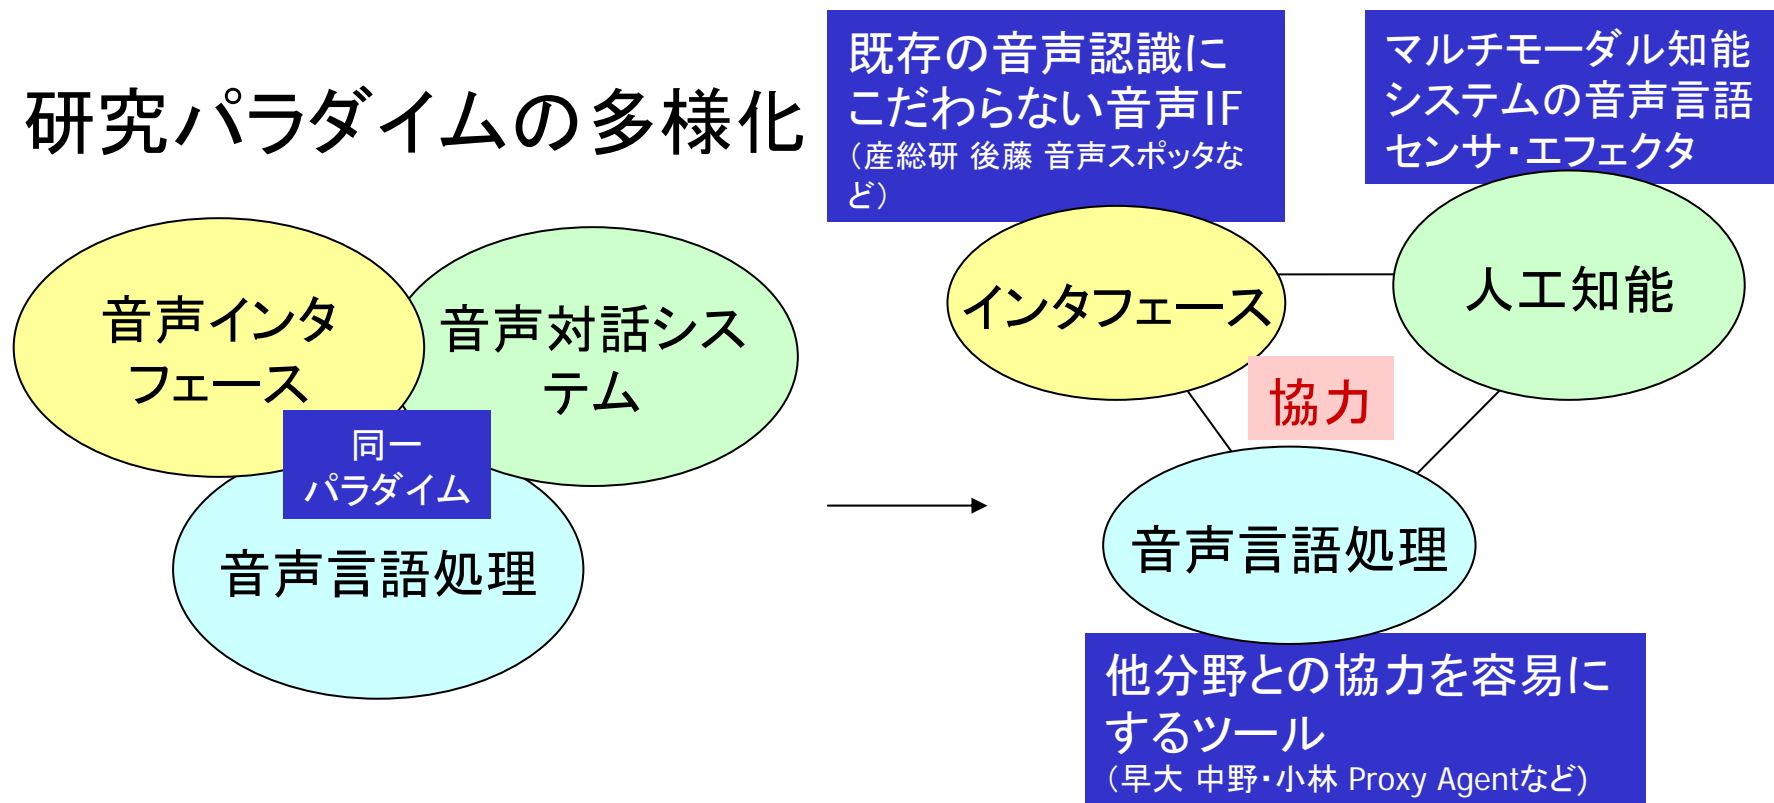 研究パラダイムの多様化
音声インタ
フェース
音声対話シス
テム
同一
パラダイム
音声言語処理
既存の音声認識に
こだわらない音声IF
（産総研 後藤 音声スポッタな
ど）
マルチモーダル知能
システムの音声言語
センサ・エフェクタ
インタフェース
人工知能
協力
音声言語処理
他分野との協力を容易に
するツール
（早大 中野・小林 Proxy Agentなど）